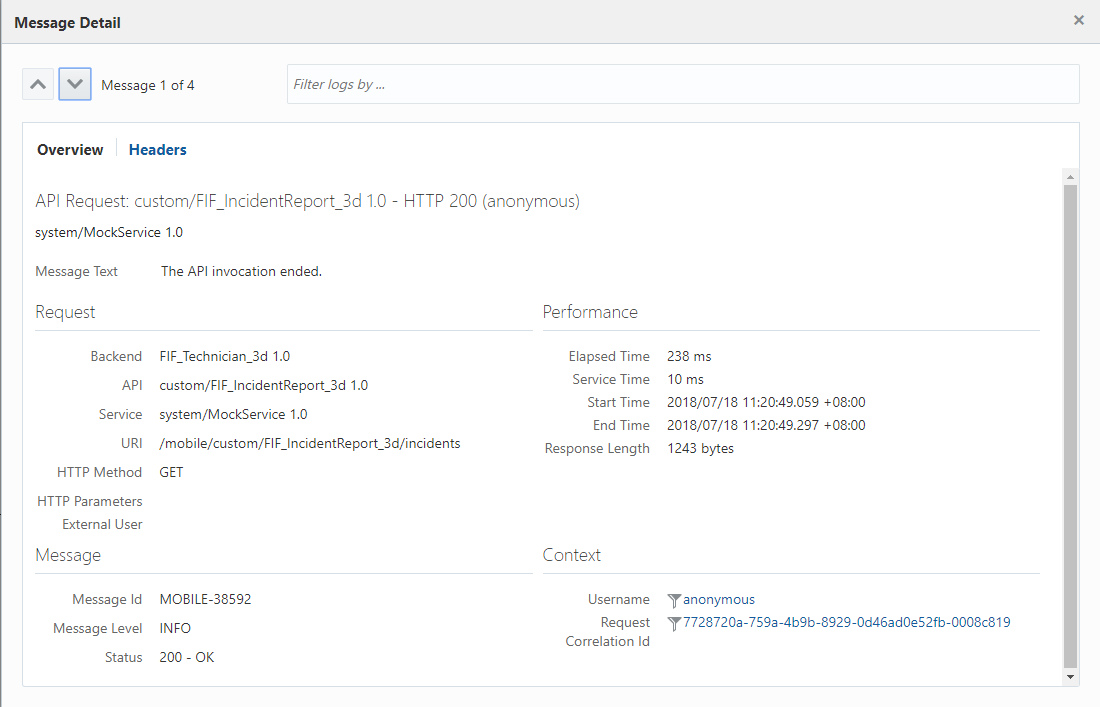 Message Detail
Message 1 of 4
Filter logs by ...
Overview
Headers
API Request: custom/FIF_IncidentReport_3d 1.0 - HTTP 200 (anonymous)
system/MockService 1.0
Message Text The API invocation ended.
Request
Backend FIF_Technician_3d 1.0
API custom/FIF_IncidentReport_3d 1.0
Service system/MockService 1.0
URI /mobile/custom/FIF_IncidentReport_3d/incidents
HTTP Method GET
HTTP Parameters
External User
Performance
Elapsed Time 238 ms
Service Time 10 ms
Start Time 2018/07/18 11:20:49.059 +08:00
End Time 2018/07/18 11:20:49.297 +08:00
Response Length 1243 bytes
Message
Message Id MOBILE-38592
Message Level INFO
Status 200 - OK
Context
Username anonymous
Request 7728720a-759a-4b9b-8929-0d46ad0e52fb-0008c819
Correlation Id